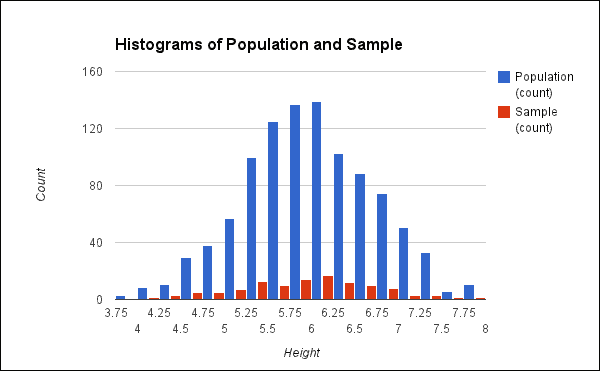 Histograms of Population and Sample
160
120
80
40
0
Count
Population
(count)
Sample
(count)
3.75 4.25 4.75 5.25 5.75 6.25 6.75 7.25 7.75
4 4.5 5 5.5 6 6.5 7 7.5 8
Height